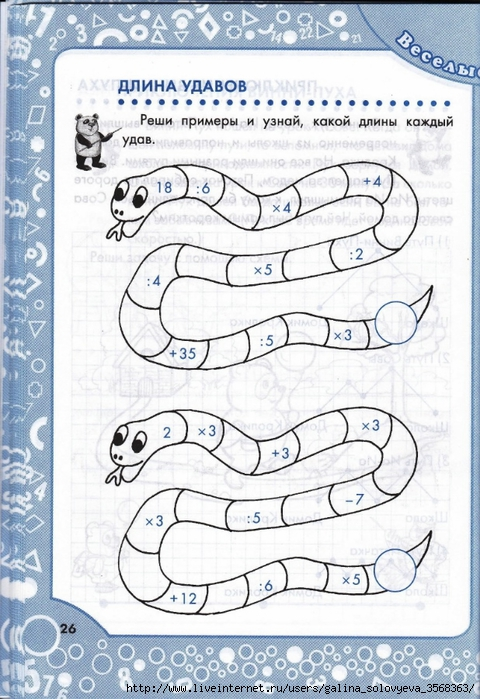 Веселые
ДЛИНА УДАВОВ
Реши примеры и узнай, какой длины каждый
удав.
18 :6 ×4 +4
:2 ×5 :4
+35 :5 ×3
2 ×3 +3 ×3
−7 :5 ×3
+12 :6 ×5
26
http://www.liveinternet.ru/users/galina_solovyeva_3568363/